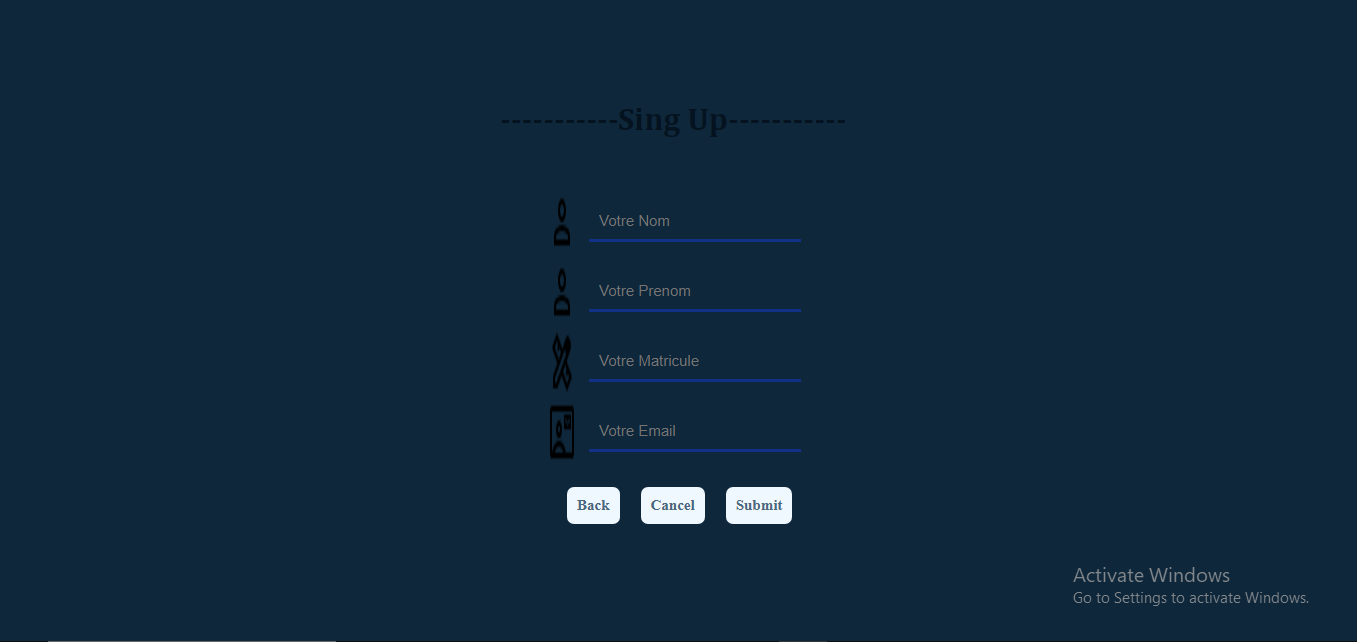 -----------Sing Up-----------
Votre Nom
Votre Prenom
Votre Matricule
Votre Email
Back Cancel Submit
Activate Windows
Go to Settings to activate Windows.